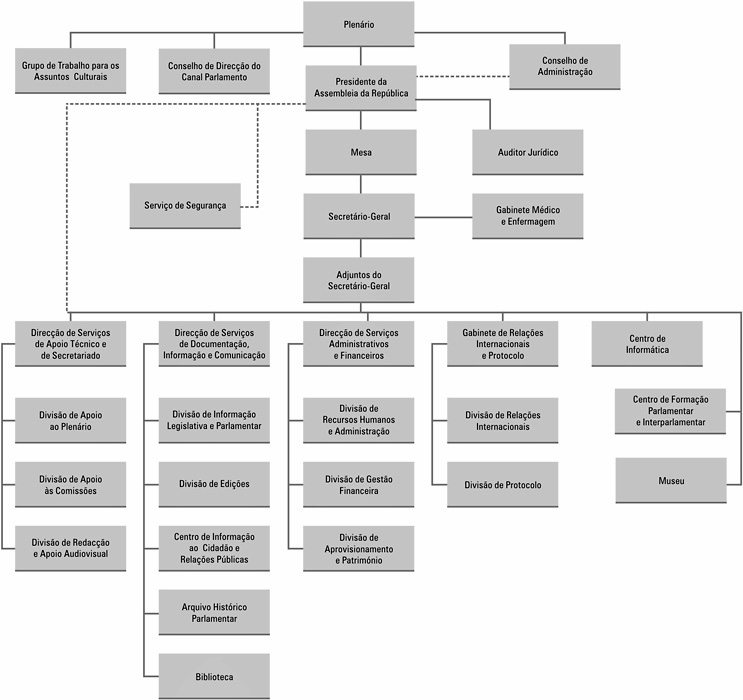 Plenário
Grupo de Trabalho para os
Assuntos Culturais
Conselho de Direcção do
Canal Parlamento
Conselho de
Administração
Presidente da
Assembleia da República
Mesa
Auditor Jurídico
Serviço de Segurança
Secretário-Geral
Gabinete Médico
e Enfermagem
Adjuntos do
Secretário-Geral
Direcção de Serviços
de Apoio Técnico e
de Secretariado
Direcção de Serviços
de Documentação,
Informação e Comunicação
Direcção de Serviços
Administrativos
e Financeiros
Gabinete de Relações
Internacionais
e Protocolo
Centro de
Informática
Divisão de Apoio
ao Plenário
Divisão de Informação
Legislativa e Parlamentar
Divisão de
Recursos Humanos
e Administração
Divisão de Relações
Internacionais
Centro de Formação
Parlamentar
e Interparlamentar
Divisão de Apoio
às Comissões
Divisão de Edições
Divisão de Gestão
Financeira
Divisão de Protocolo
Museu
Divisão de Redacção
e Apoio Audiovisual
Centro de Informação
ao Cidadão e
Relações Públicas
Divisão de
Aprovisionamento
e Património
Arquivo Histórico
Parlamentar
Biblioteca